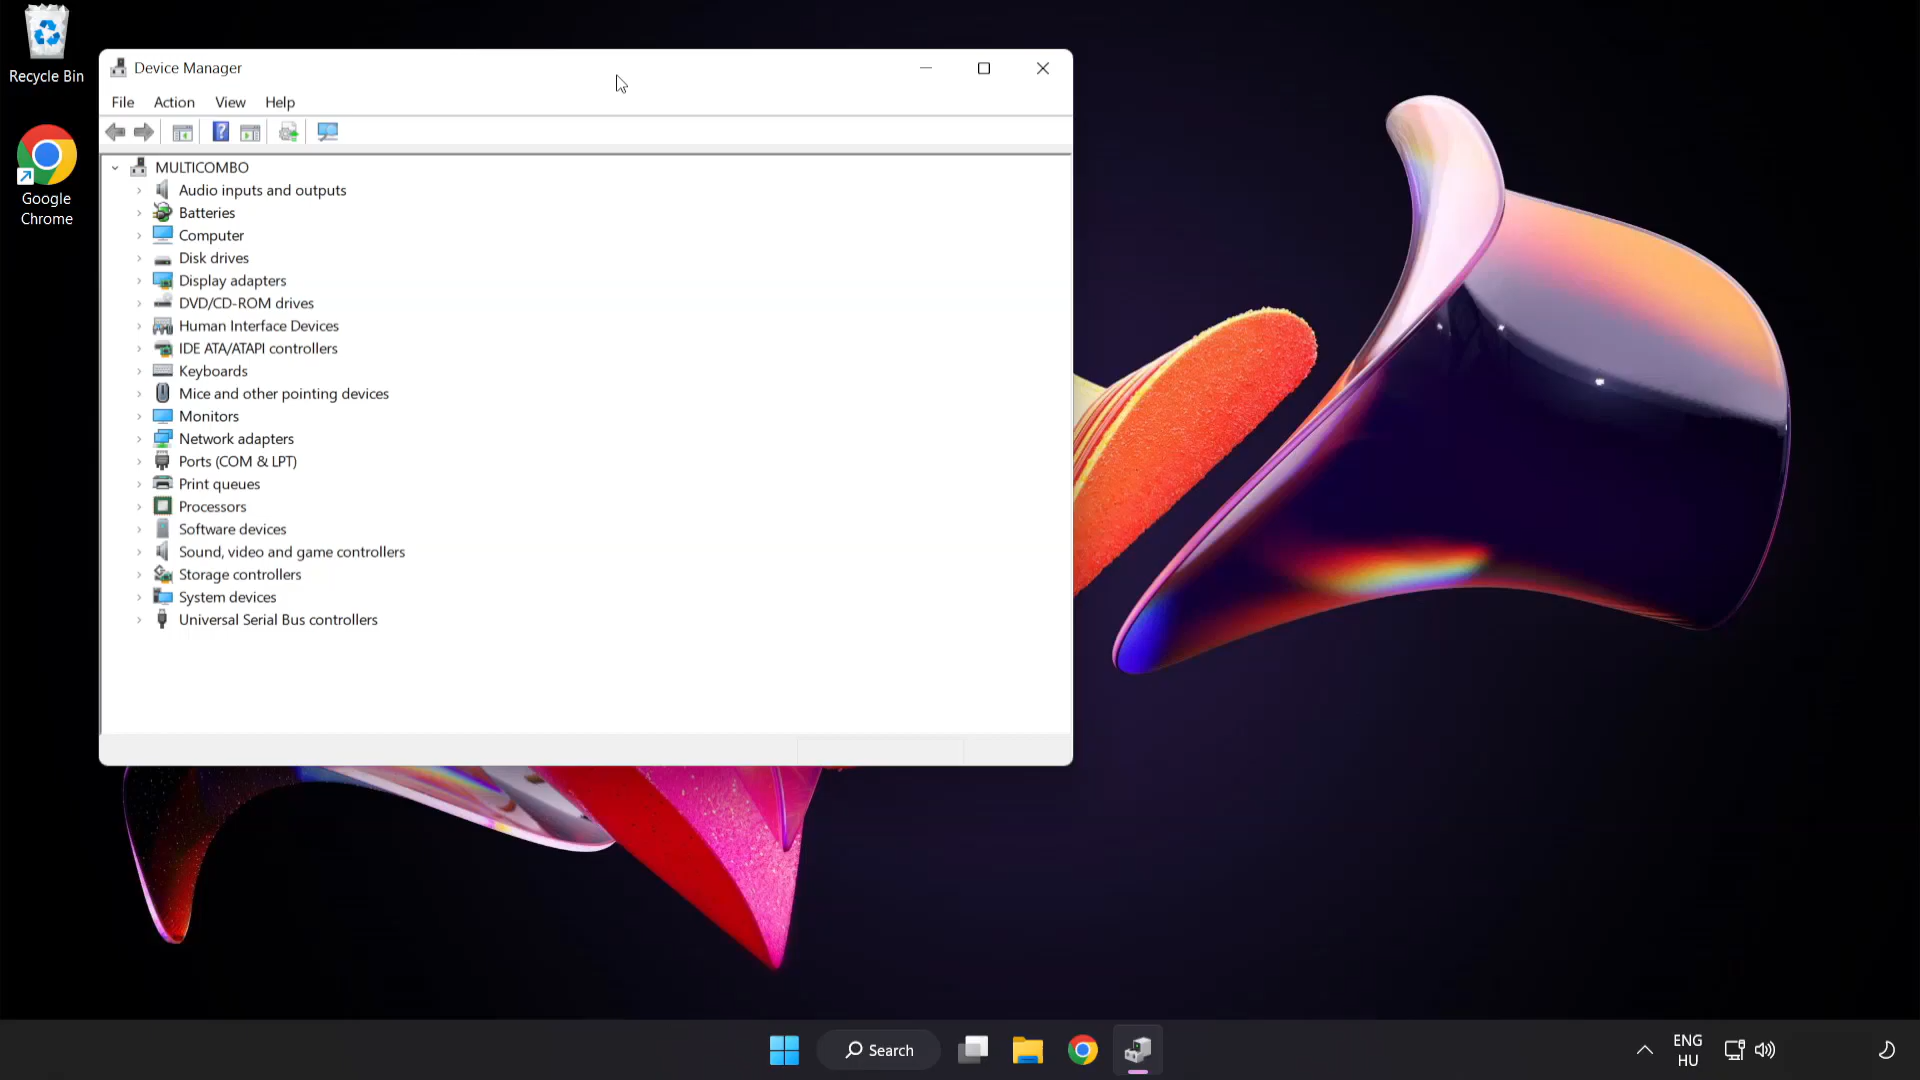 Recycle Bin
Google
Chrome
Device Manager
File Action View Help
MULTICOMBO
Audio inputs and outputs
Batteries
Computer
Disk drives
Display adapters
DVD/CD-ROM drives
Human Interface Devices
IDE ATA/ATAPI controllers
Keyboards
Mice and other pointing devices
Monitors
Network adapters
Ports (COM & LPT)
Print queues
Processors
Software devices
Sound, video and game controllers
Storage controllers
System devices
Universal Serial Bus controllers
Search
ENG
HU